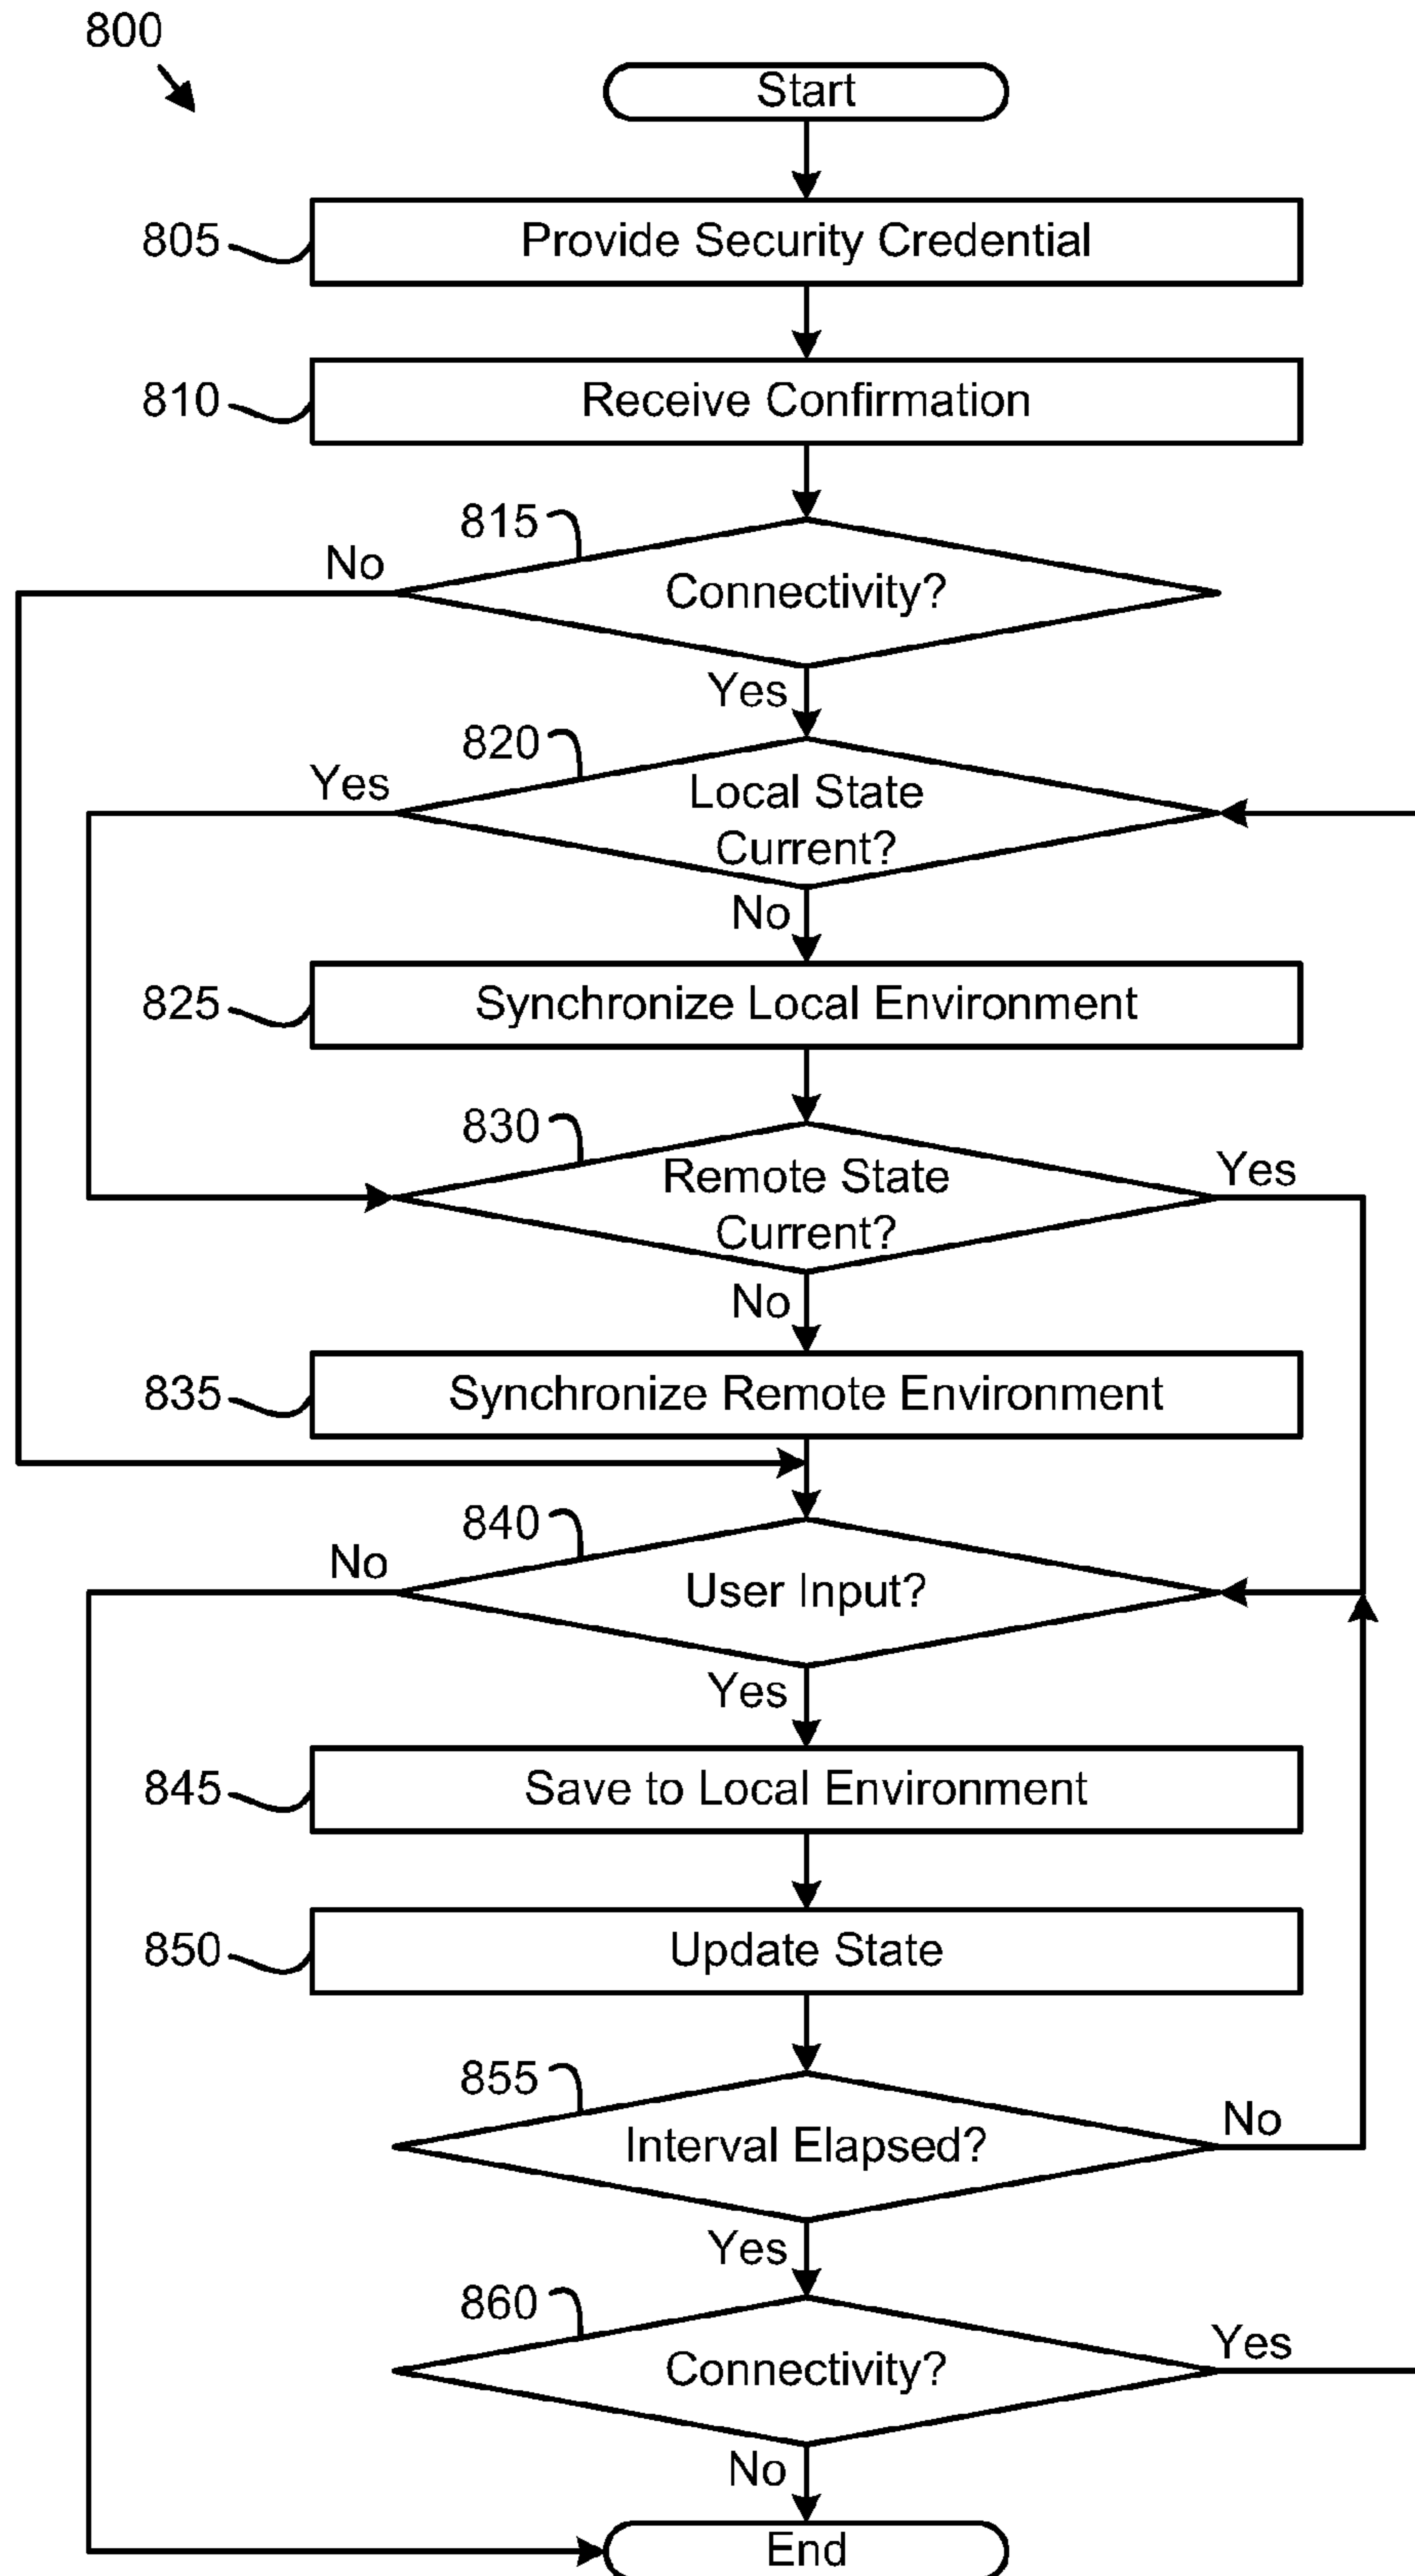 800
Start
805
Provide Security Credential
810
Receive Confirmation
815
No
Connectivity?
Yes
820
Yes
Local State
Current?
No
825
Synchronize Local Environment
830
Remote State
Current?
Yes
No
835
Synchronize Remote Environment
840
No
User Input?
Yes
845
Save to Local Environment
850
Update State
855
Interval Elapsed?
No
Yes
860
Connectivity?
Yes
No
End